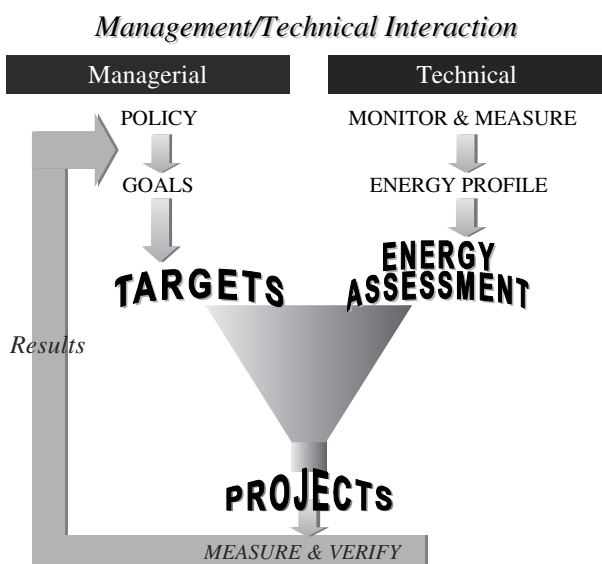 Management/Technical Interaction
Managerial
Technical
POLICY
MONITOR & MEASURE
GOALS
ENERGY PROFILE
TARGETS
ENERGY
ASSESSMENT
Results
PROJECTS
MEASURE & VERIFY